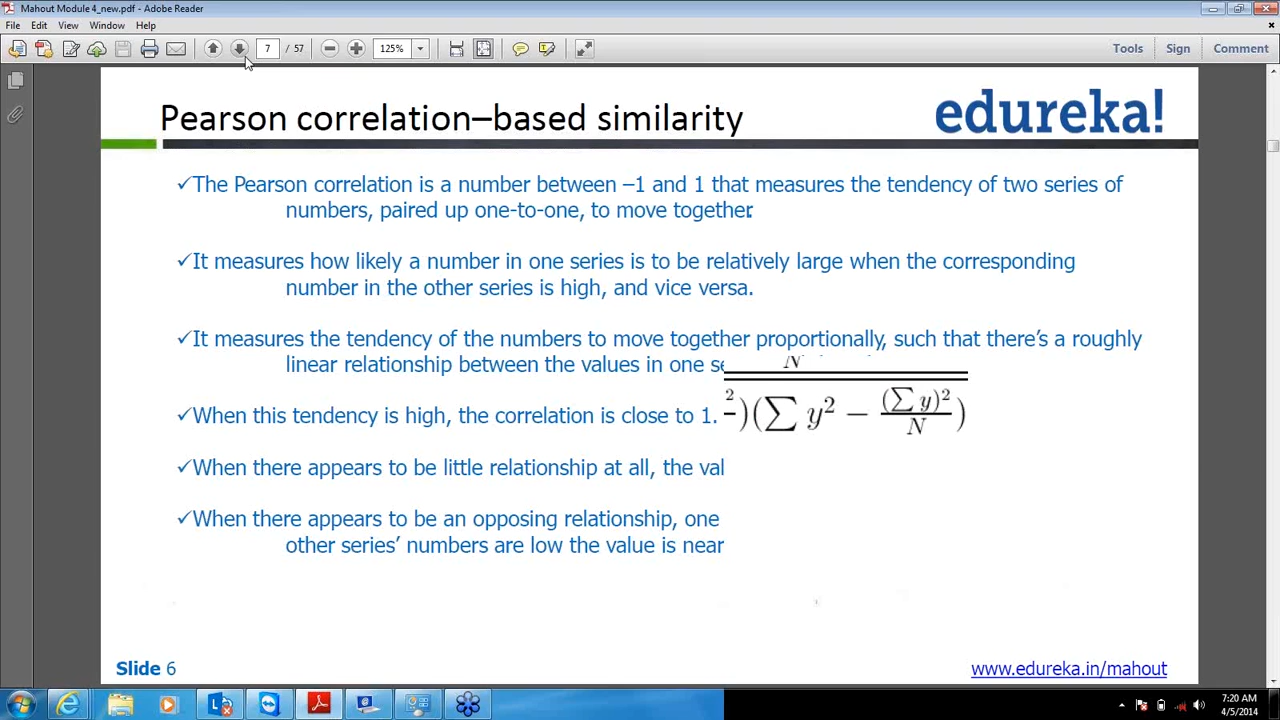 Mahout Module 4_new.pdf - Adobe Reader
File Edit View Window Help
7 / 57 125% Tools Sign Comment
Pearson correlation–based similarity
edureka!
✓The Pearson correlation is a number between –1 and 1 that measures the tendency of two series of
numbers, paired up one-to-one, to move together.
✓It measures how likely a number in one series is to be relatively large when the corresponding
number in the other series is high, and vice versa.
✓It measures the tendency of the numbers to move together proportionally, such that there's a roughly
linear relationship between the values in one se
N
✓When this tendency is high, the correlation is close to 1.
2)(∑ y² − (∑ y)²/N)
✓When there appears to be little relationship at all, the val
✓When there appears to be an opposing relationship, one
other series' numbers are low the value is near
Slide 6
www.edureka.in/mahout
7:20 AM
4/5/2014